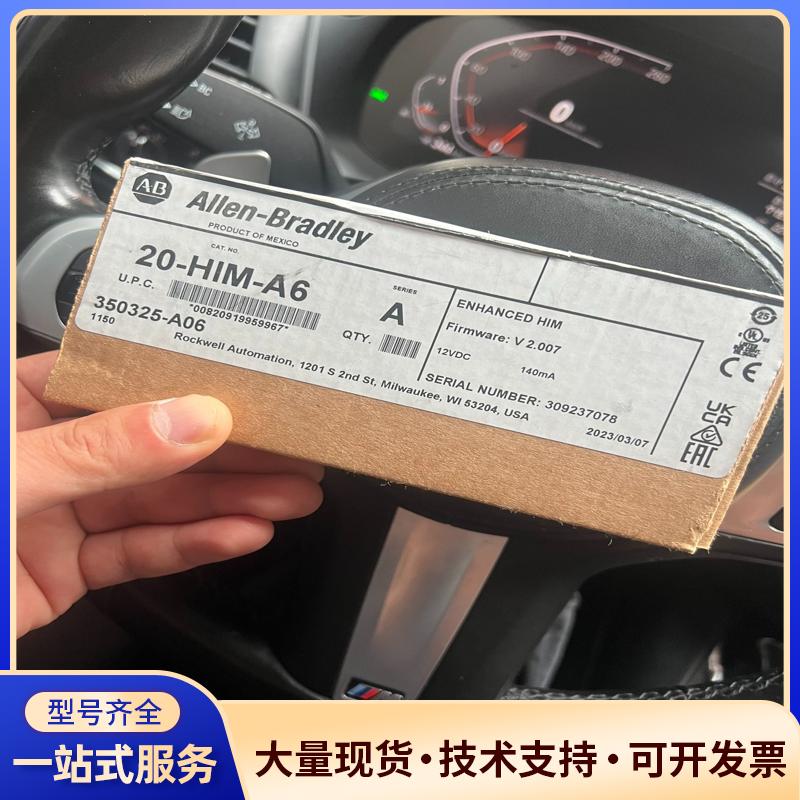 A·B
Allen-Bradley
PRODUCT OF MEXICO
CAT. NO.
20-HIM-A6
SERIES
A
U.P.C.
*00820919959967*
QTY.
350325-A06
1150
Rockwell Automation, 1201 S 2nd St, Milwaukee, WI 53204, USA
ENHANCED HIM
Firmware: V 2.007
12VDC
140mA
SERIAL NUMBER: 309237078
2023/03/07
25
UL
CE
UK
CA
EAC
型号齐全
一站式服务
大量现货·技术支持·可开发票